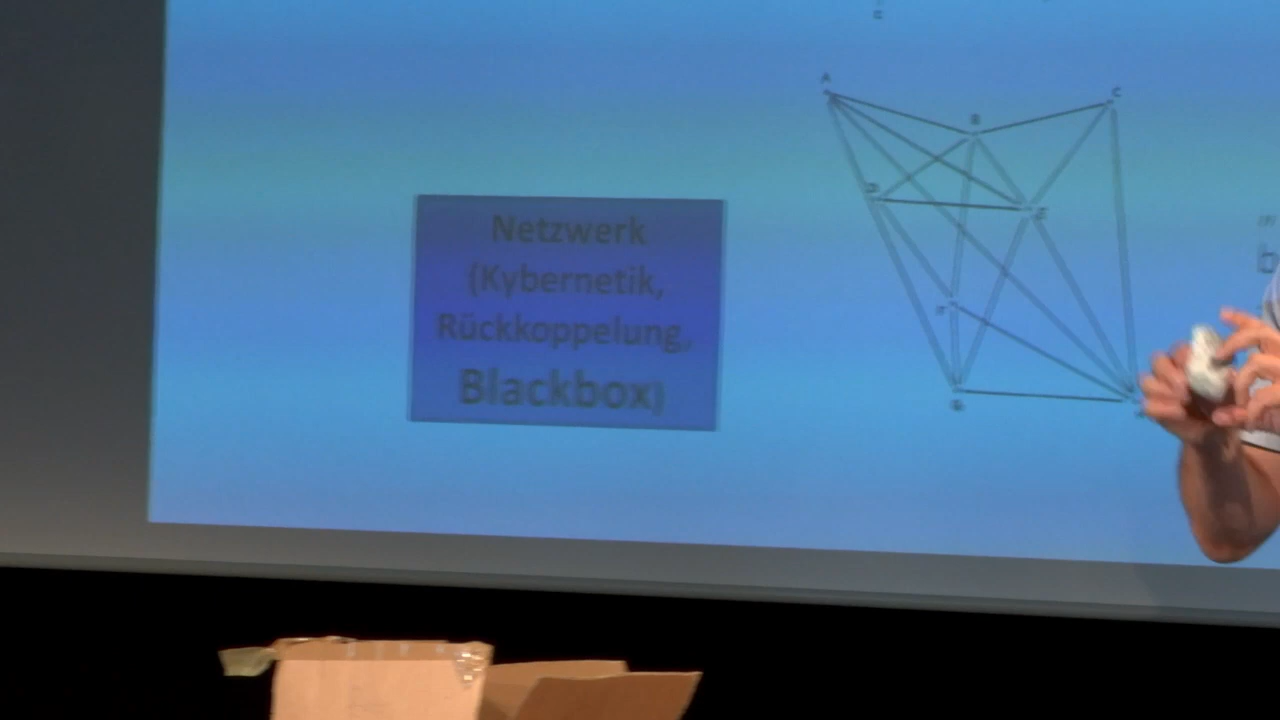 A
C
B
D
E
F
G
Netzwerk
(Kybernetik,
Rückkoppelung,
Blackbox)